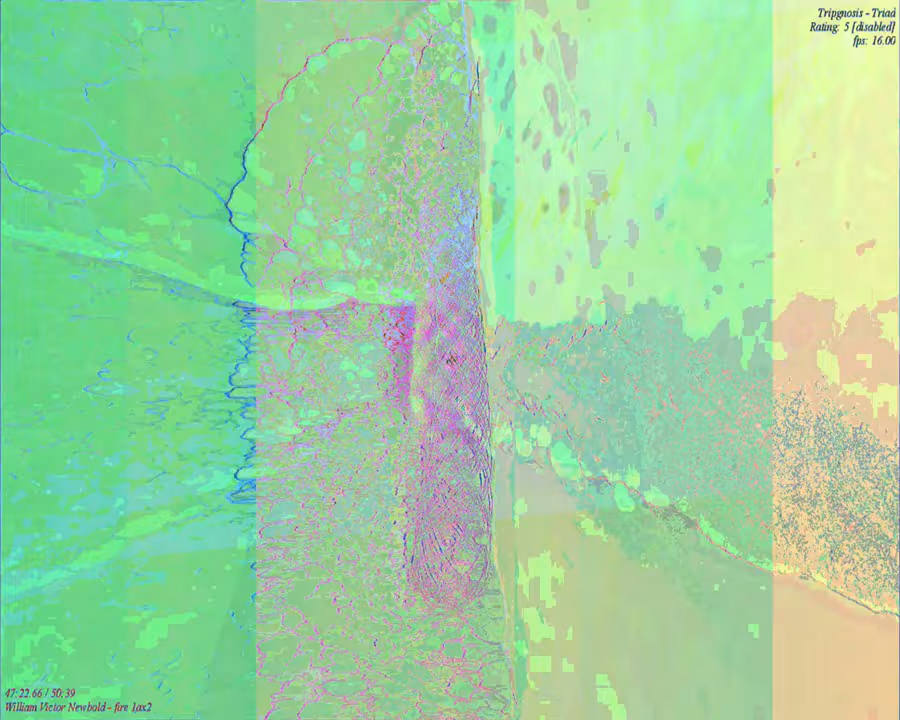 Tripgnosis - Triad
Rating: 5 [disabled]
fps: 16.00
47:22.66 / 50:39
William Victor Newbold - fire 1ax2